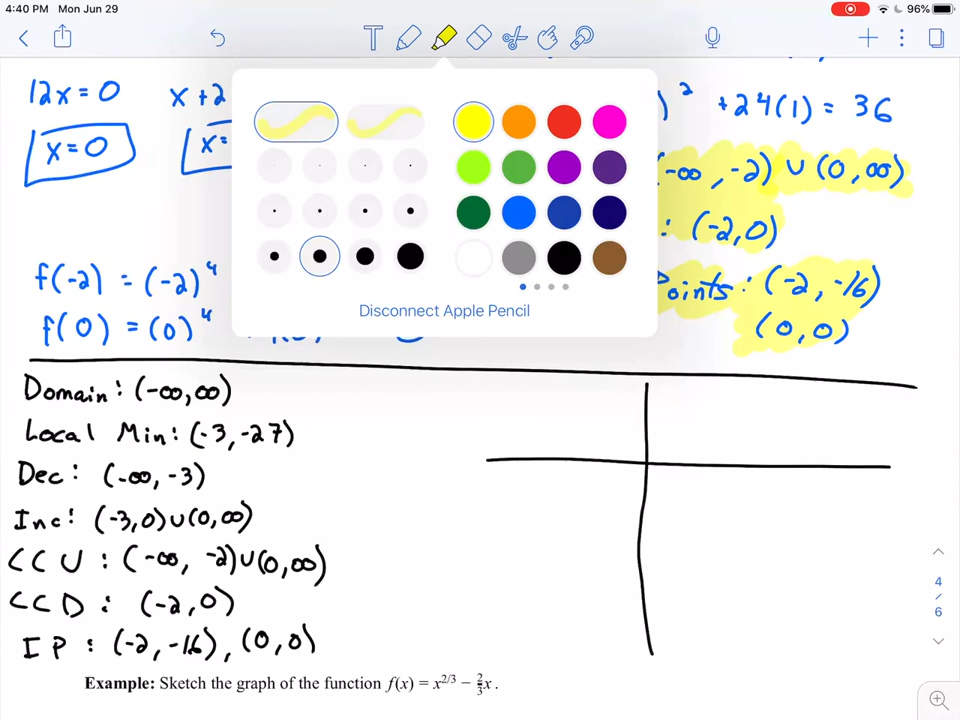 4:40 PM Mon Jun 29 96%
12x = 0 x + 2 ² + 24(1) = 36
x = 0 x =
(-∞, -2) ∪ (0, ∞)
: (-2, 0)
f(-2) = (-2)⁴ Points : (-2, -16)
f(0) = (0)⁴ (0, 0)
Disconnect Apple Pencil
Domain : (-∞, ∞)
Local Min : (-3, -27)
Dec : (-∞, -3)
Inc : (-3, 0) ∪ (0, ∞)
CCU : (-∞, -2) ∪ (0, ∞)
CCD : (-2, 0)
IP : (-2, -16), (0, 0)
4
/
6
Example: Sketch the graph of the function f(x) = x^{2/3} − \frac{2}{3}x .